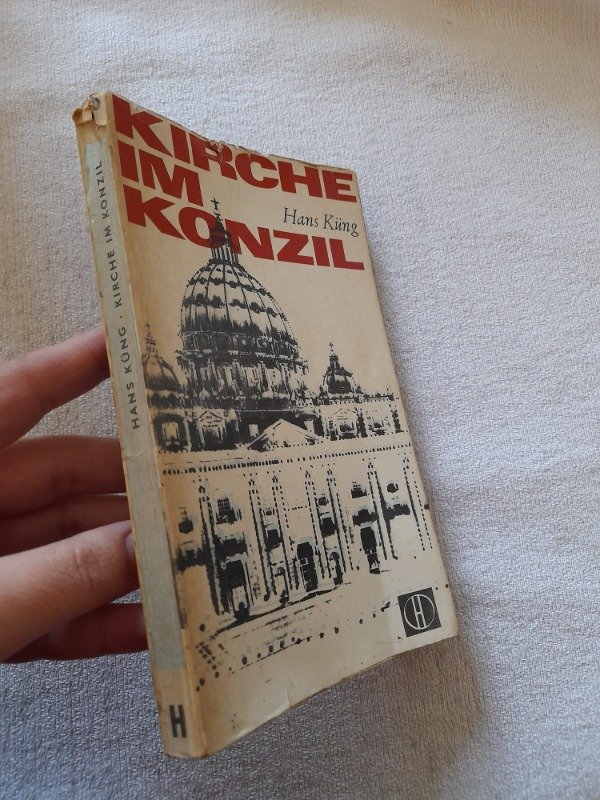 KIRCHE
IM
KONZIL
Hans Küng
HANS KÜNG · KIRCHE IM KONZIL
H